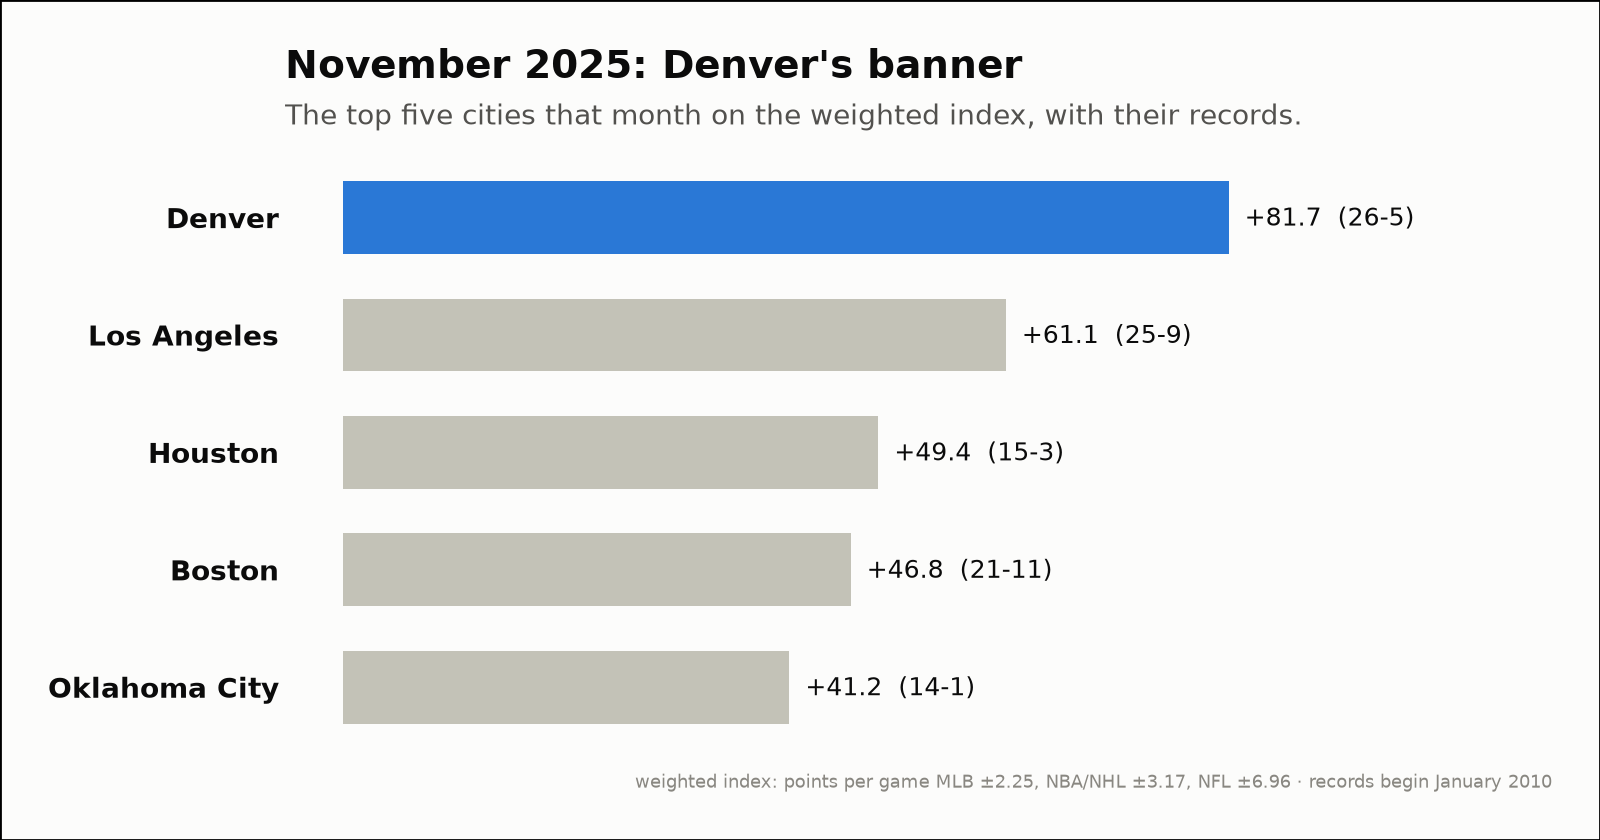 November 2025: Denver's banner
The top five cities that month on the weighted index, with their records.
Denver +81.7 (26-5)
Los Angeles +61.1 (25-9)
Houston +49.4 (15-3)
Boston +46.8 (21-11)
Oklahoma City +41.2 (14-1)
weighted index: points per game MLB ±2.25, NBA/NHL ±3.17, NFL ±6.96 · records begin January 2010